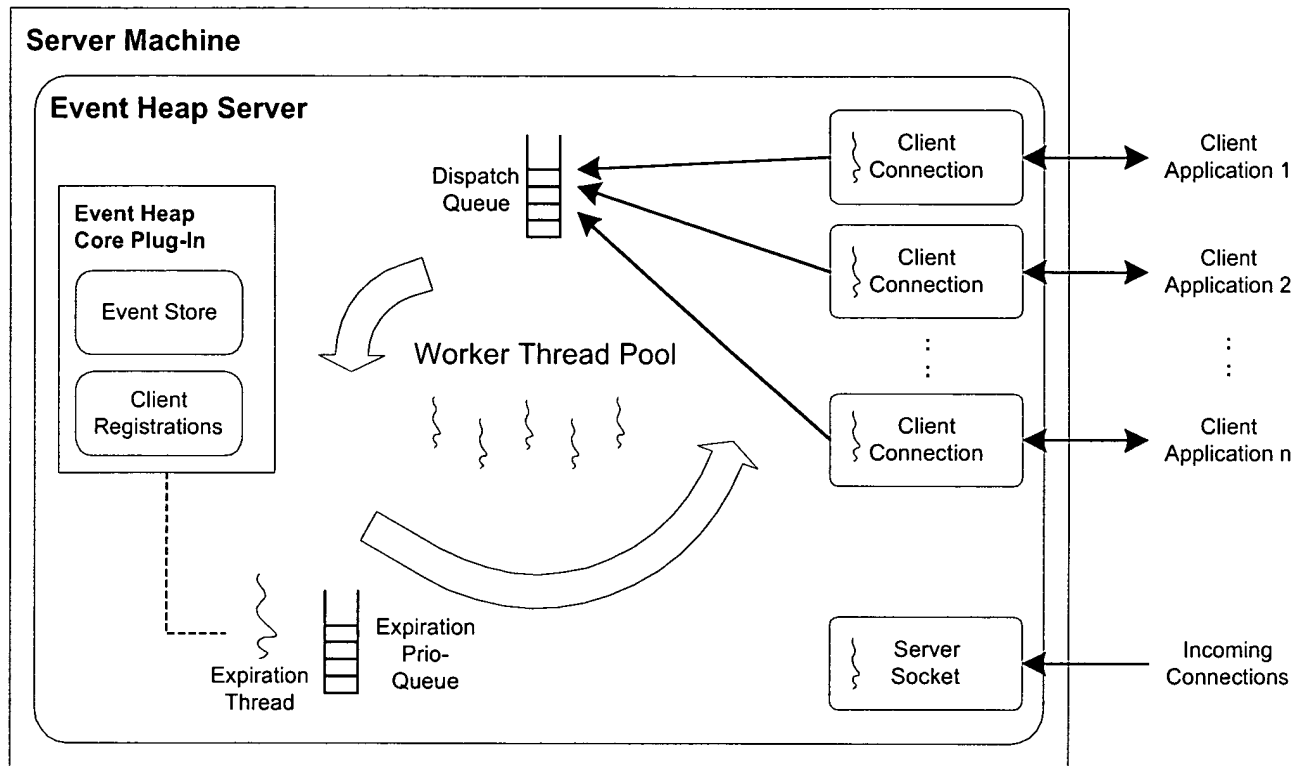 Server Machine
Event Heap Server
Event Heap
Core Plug-In
Event Store
Client
Registrations
Dispatch
Queue
Worker Thread Pool
Client
Connection
Client
Application 1
Client
Connection
Client
Application 2
:
:
:
:
Client
Connection
Client
Application n
Expiration
Thread
Expiration
Prio-
Queue
Server
Socket
Incoming
Connections